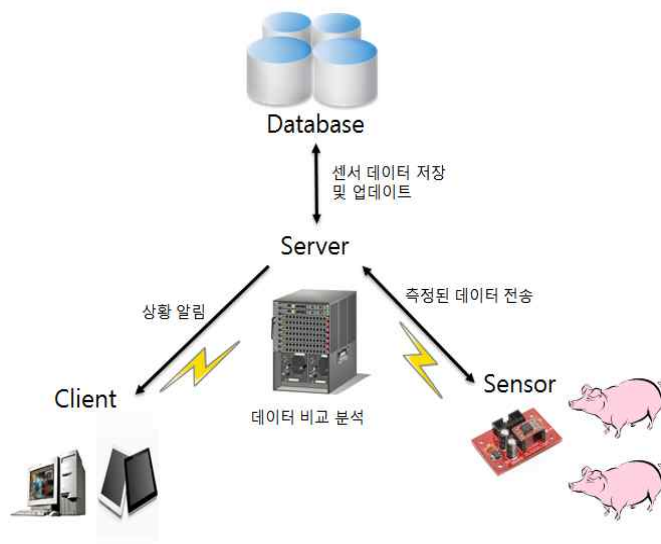 Database
센서 데이터 저장
및 업데이트
Server
상황 알림
측정된 데이터 전송
Client
데이터 비교 분석
Sensor